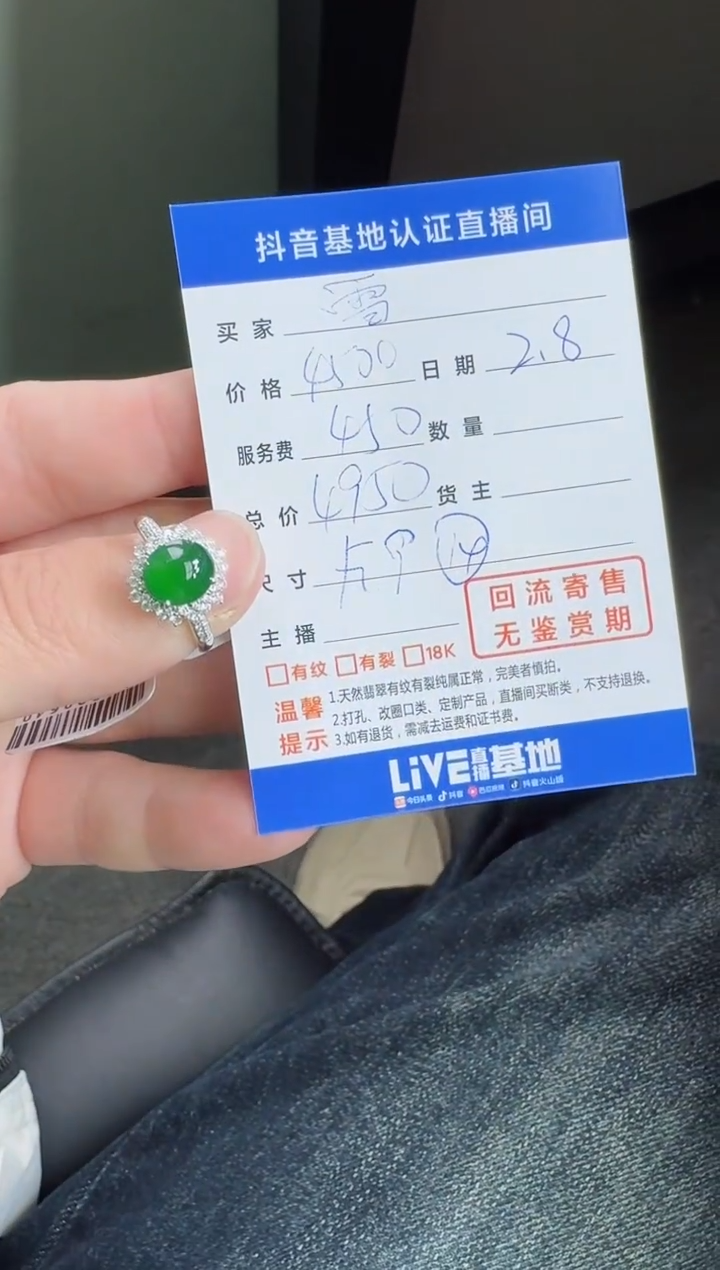 抖音基地认证直播间
买家 雪
价格 4500 日期 2.8
服务费 450 数量
总价 4950 货主
尺寸 14
主播
回流寄售
无鉴赏期
□有纹 □有裂 □18K
温馨提示
1.天然翡翠有纹有裂纯属正常，完美者慎拍。
2.打孔、改圈口类、定制产品，直播间买断类，不支持退换。
3.如有退货，需减去运费和证书费。
LiVE直播基地
今日头条 抖音 西瓜视频 抖音火山版